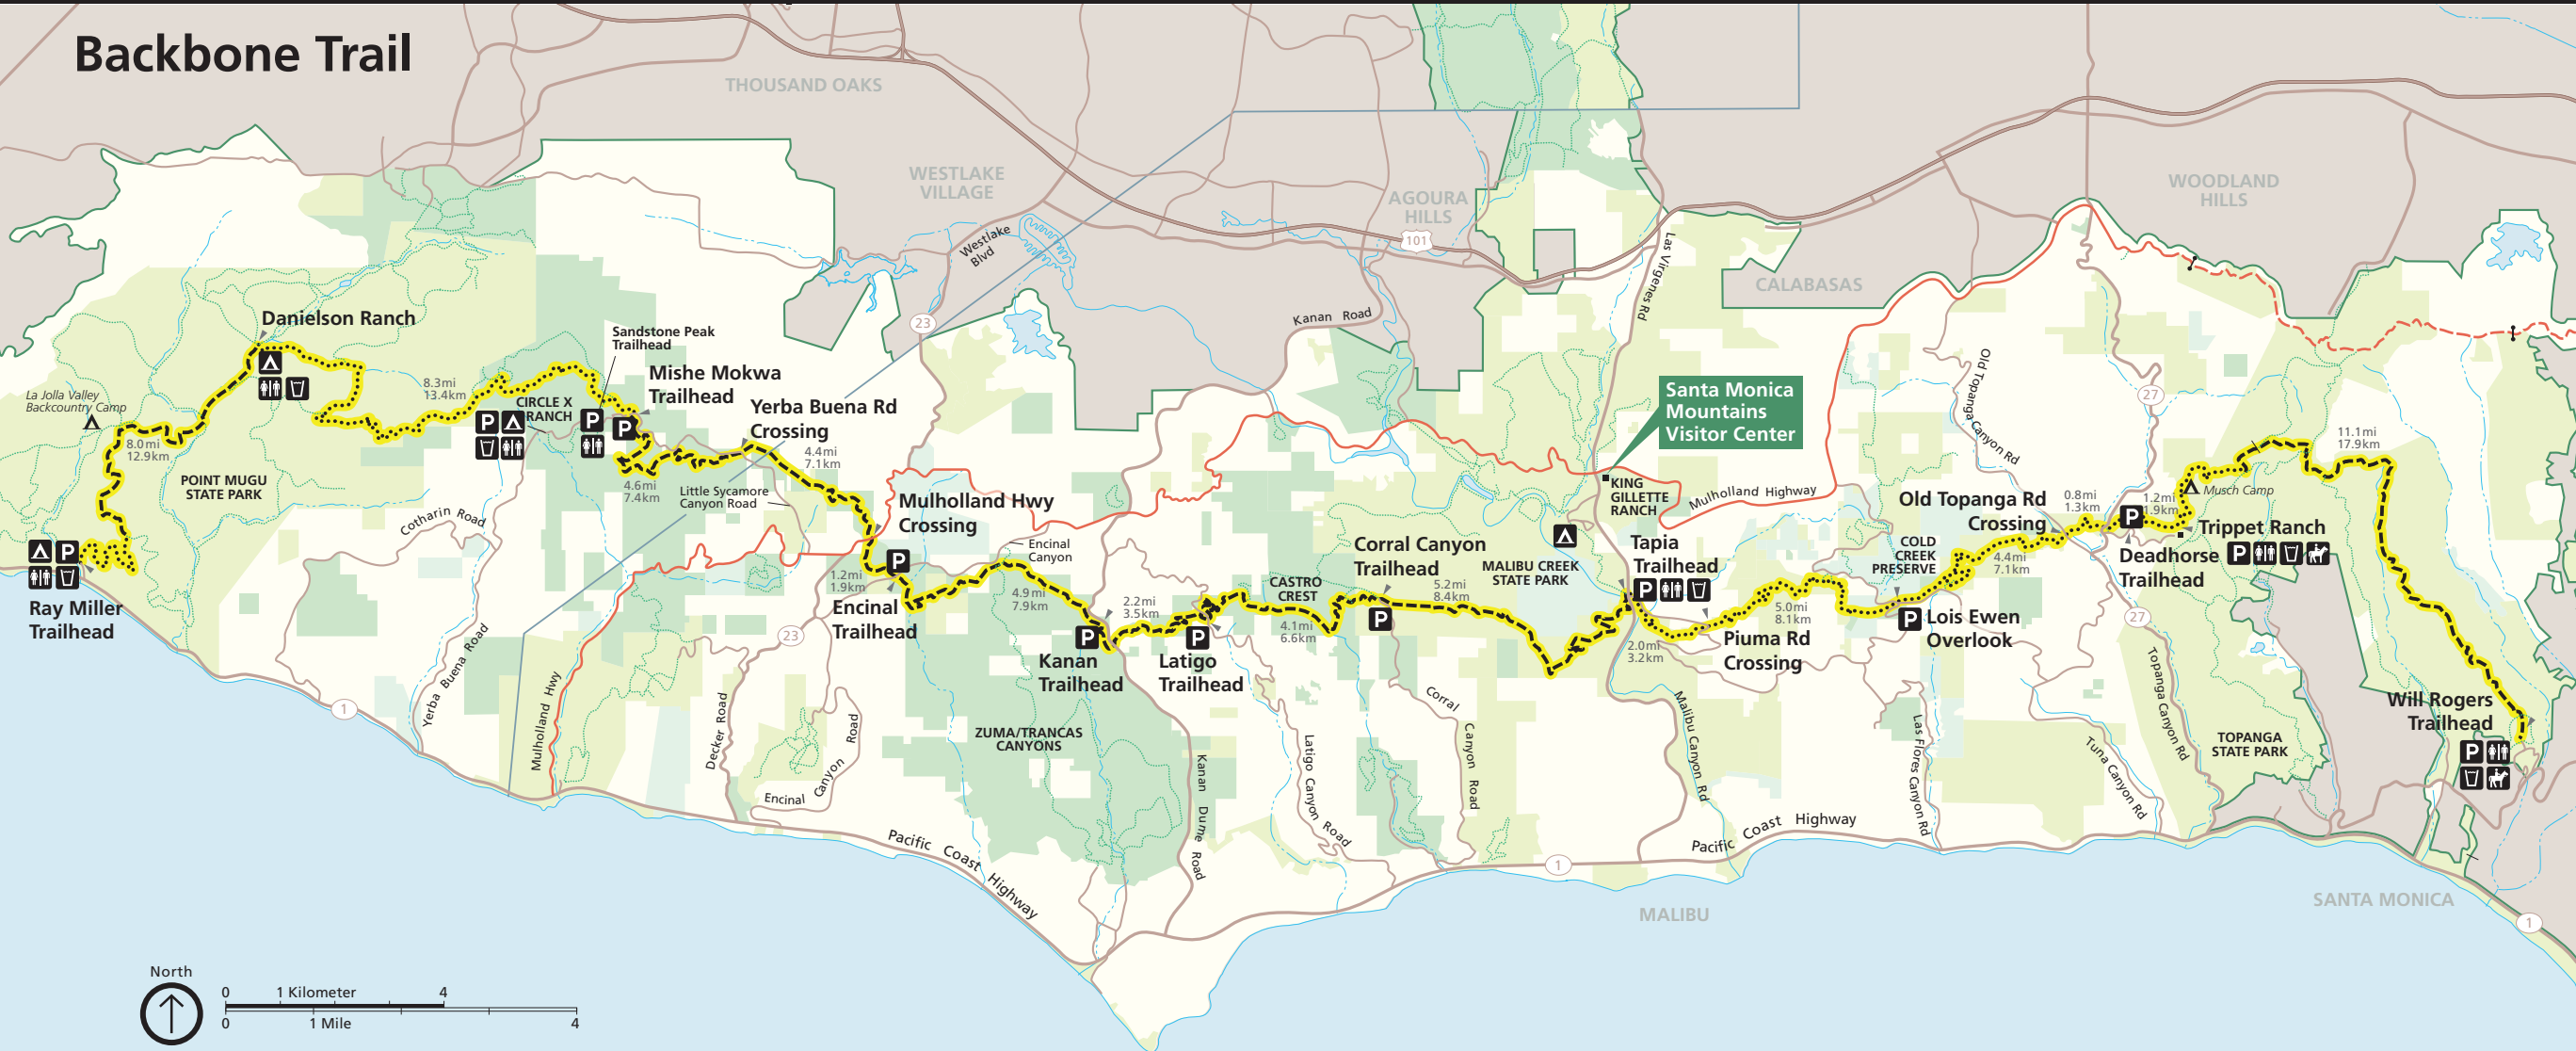 Backbone Trail
THOUSAND OAKS
WESTLAKE
VILLAGE
AGOURA
HILLS
101
CALABASAS
WOODLAND
HILLS
Westlake
Blvd
23
Kanan Road
Las Virgenes Rd
Danielson Ranch
La Jolla Valley
Backcountry Camp
8.0mi
12.9km
POINT MUGU
STATE PARK
Ray Miller
Trailhead
P
8.3mi
13.4km
CIRCLE X
RANCH
P
Sandstone Peak
Trailhead
P
Mishe Mokwa
Trailhead
P
4.6mi
7.4km
Yerba Buena Rd
Crossing
4.4mi
7.1km
Little Sycamore
Canyon Road
Cotharin Road
Yerba Buena Road
1
Mulholland Hwy
Decker Road
23
Encinal Canyon Road
Mulholland Hwy
Crossing
1.2mi
1.9km
P
Encinal
Trailhead
Encinal
Canyon
4.9mi
7.9km
P
Kanan
Trailhead
2.2mi
3.5km
P
Latigo
Trailhead
ZUMA/TRANCAS
CANYONS
Kanan Dume Road
Latigo Canyon Road
CASTRO
CREST
4.1mi
6.6km
Corral Canyon
Trailhead
P
5.2mi
8.4km
Corral Canyon Road
MALIBU CREEK
STATE PARK
Santa Monica
Mountains
Visitor Center
KING
GILLETTE
RANCH
Mulholland Highway
Tapia
Trailhead
P
2.0mi
3.2km
Malibu Canyon Rd
Piuma Rd
Crossing
5.0mi
8.1km
COLD
CREEK
PRESERVE
P
Lois Ewen
Overlook
4.4mi
7.1km
Las Flores Canyon Rd
Old Topanga Canyon Rd
Old Topanga Rd
Crossing
0.8mi
1.3km
27
P
Deadhorse
Trailhead
1.2mi
1.9km
Musch Camp
Trippet Ranch
P
27
Topanga Canyon Rd
Tuna Canyon Rd
TOPANGA
STATE PARK
11.1mi
17.9km
Will Rogers
Trailhead
P
Pacific Coast Highway
1
Pacific Coast Highway
MALIBU
SANTA MONICA
1
North
0 1 Kilometer 4
0 1 Mile 4